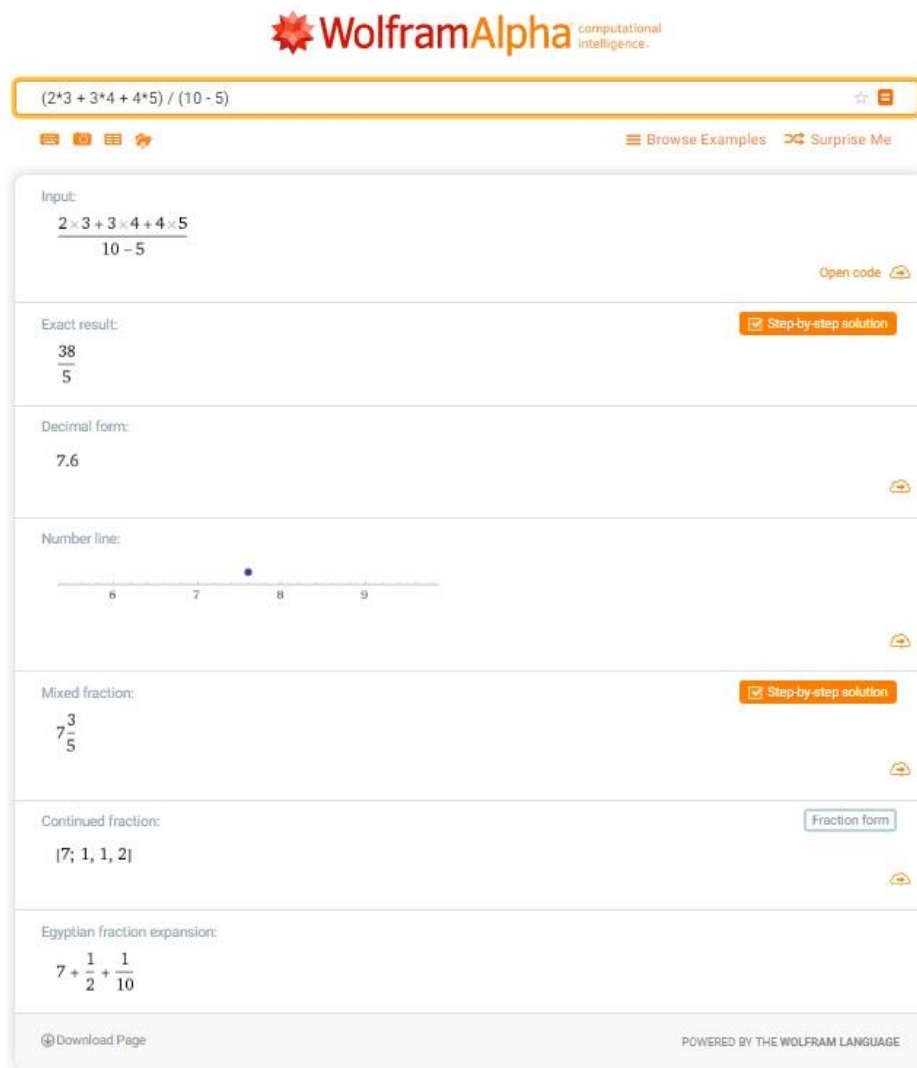 WolframAlpha computational intelligence.
(2*3 + 3*4 + 4*5) / (10 - 5)
Browse Examples Surprise Me
Input:
2×3 + 3×4 + 4×5
10 – 5
Open code
Exact result:
Step-by-step solution
38
5
Decimal form:
7.6
Number line:
6 7 8 9
Mixed fraction:
Step-by-step solution
7 3
5
Continued fraction:
Fraction form
[7; 1, 1, 2]
Egyptian fraction expansion:
7 + 1/2 + 1/10
Download Page
POWERED BY THE WOLFRAM LANGUAGE